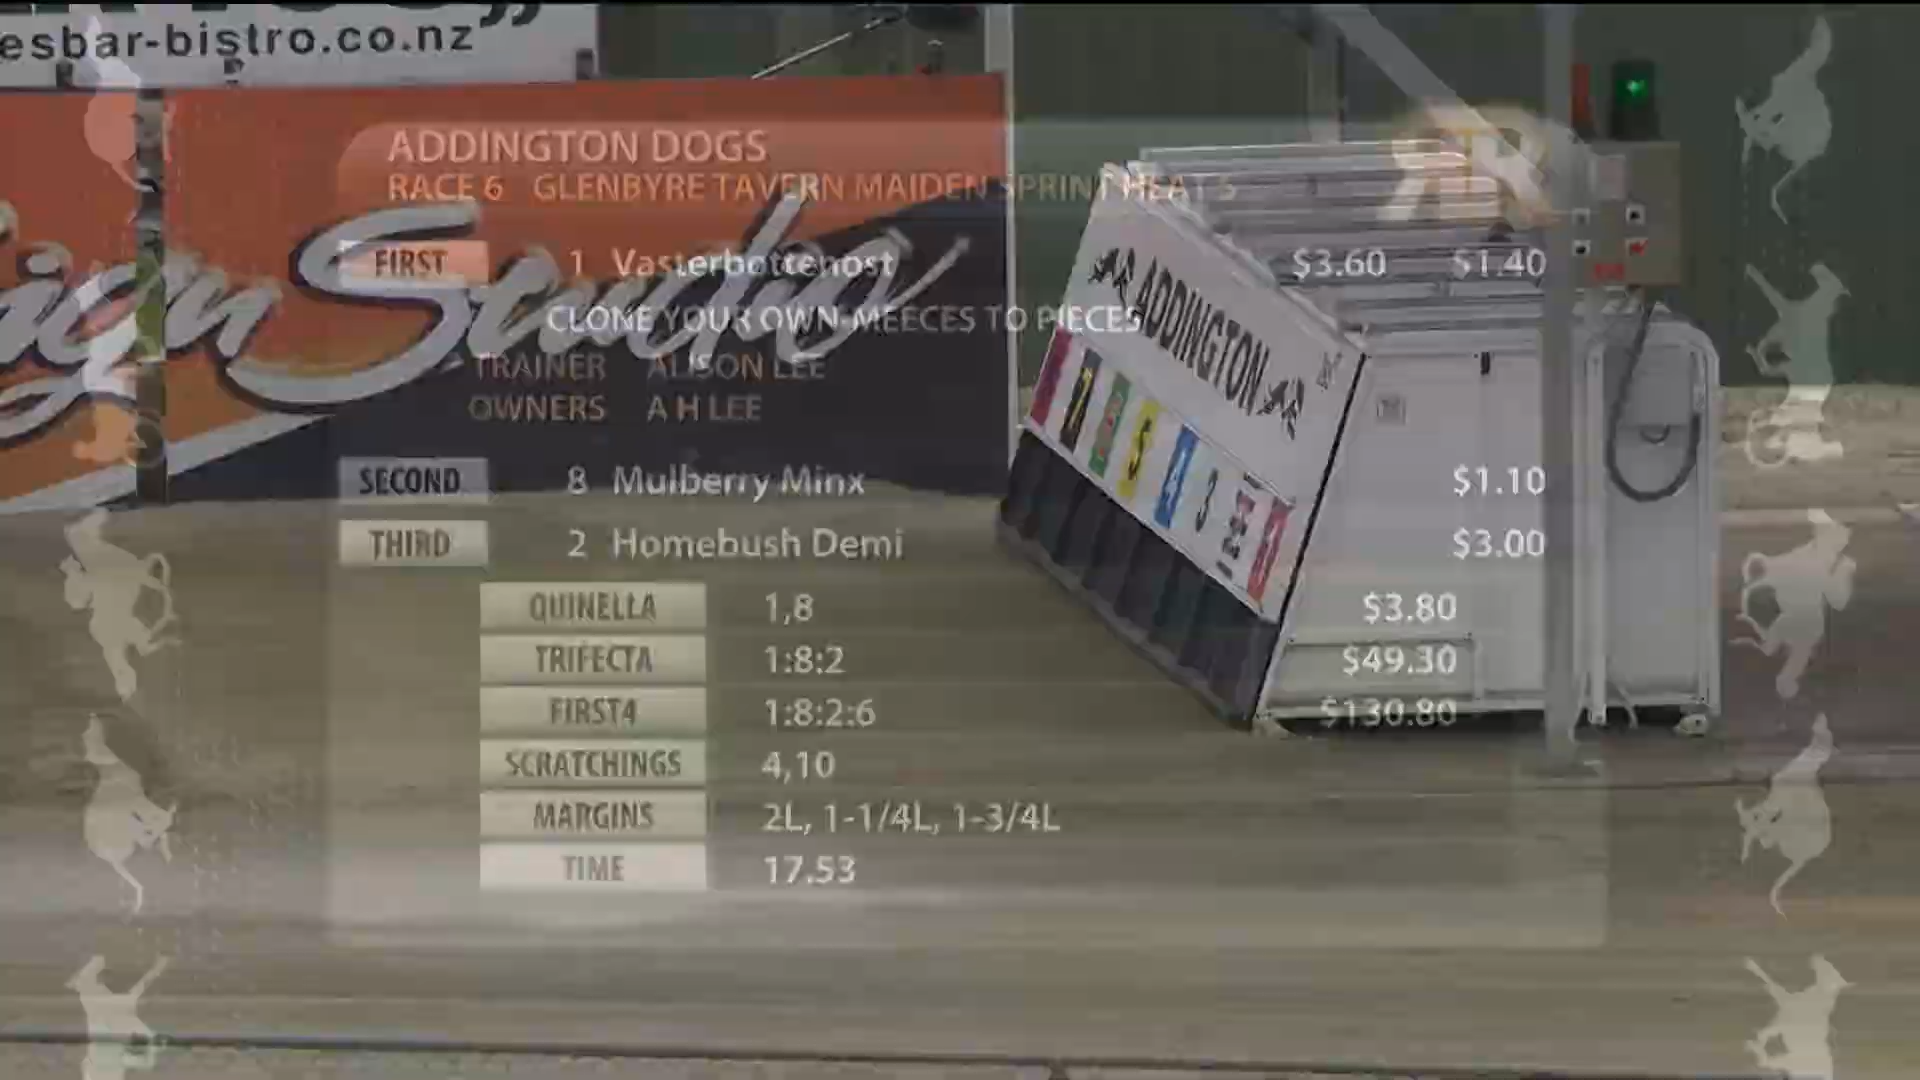 esbar-bistro.co.nz
ADDINGTON DOGS
RACE 6 GLENBYRE TAVERN MAIDEN SPRINT HEAT 5
ign Studio
FIRST 1 Vasterbottenost $3.60 $1.40
CLONE YOUR OWN-MEECES TO PIECES
TRAINER ALISON LEE
OWNERS A H LEE
ADDINGTON
SECOND 8 Mulberry Minx $1.10
THIRD 2 Homebush Demi $3.00
QUINELLA 1,8 $3.80
TRIFECTA 1:8:2 $49.30
FIRST4 1:8:2:6 $130.80
SCRATCHINGS 4,10
MARGINS 2L, 1-1/4L, 1-3/4L
TIME 17.53